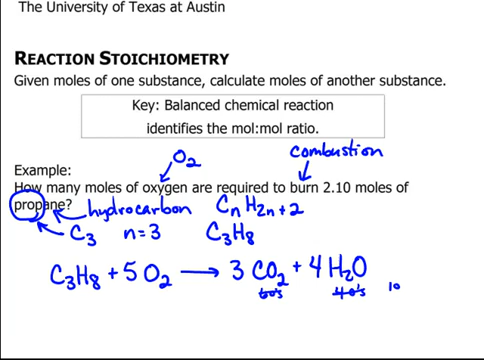 The University of Texas at Austin
REACTION STOICHIOMETRY
Given moles of one substance, calculate moles of another substance.
Key: Balanced chemical reaction
identifies the mol:mol ratio.
O₂ combustion
Example:
How many moles of oxygen are required to burn 2.10 moles of
propane? hydrocarbon CnH2n+2
C₃ n=3 C₃H₈
C₃H₈ + 5 O₂ → 3 CO₂ + 4 H₂O
6O's 4O's 10